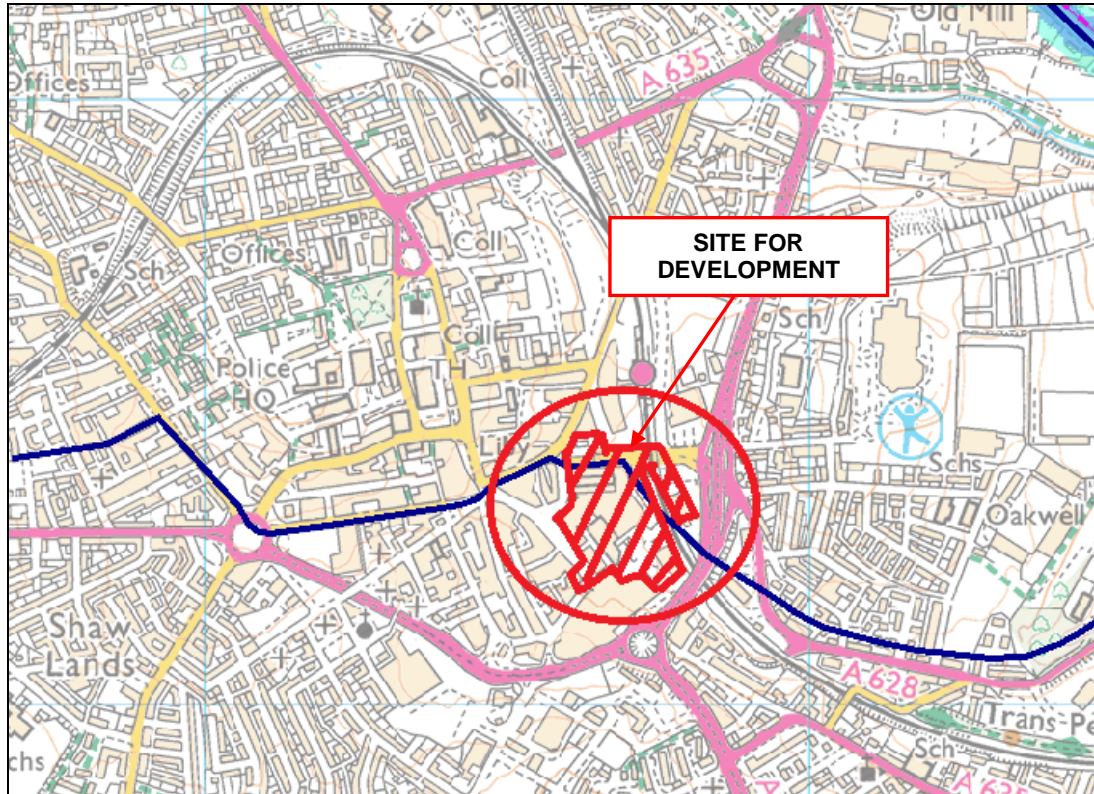 Old Mill
Offices
Coll
A 635
SITE FOR
DEVELOPMENT
Offices
Coll
Sch
Sch
Coll
Police
HQ
TH
Liby
Schs
Oakwell
Shaw
Lands
A 628
Trans Pe
Sch
chs
A 635
A